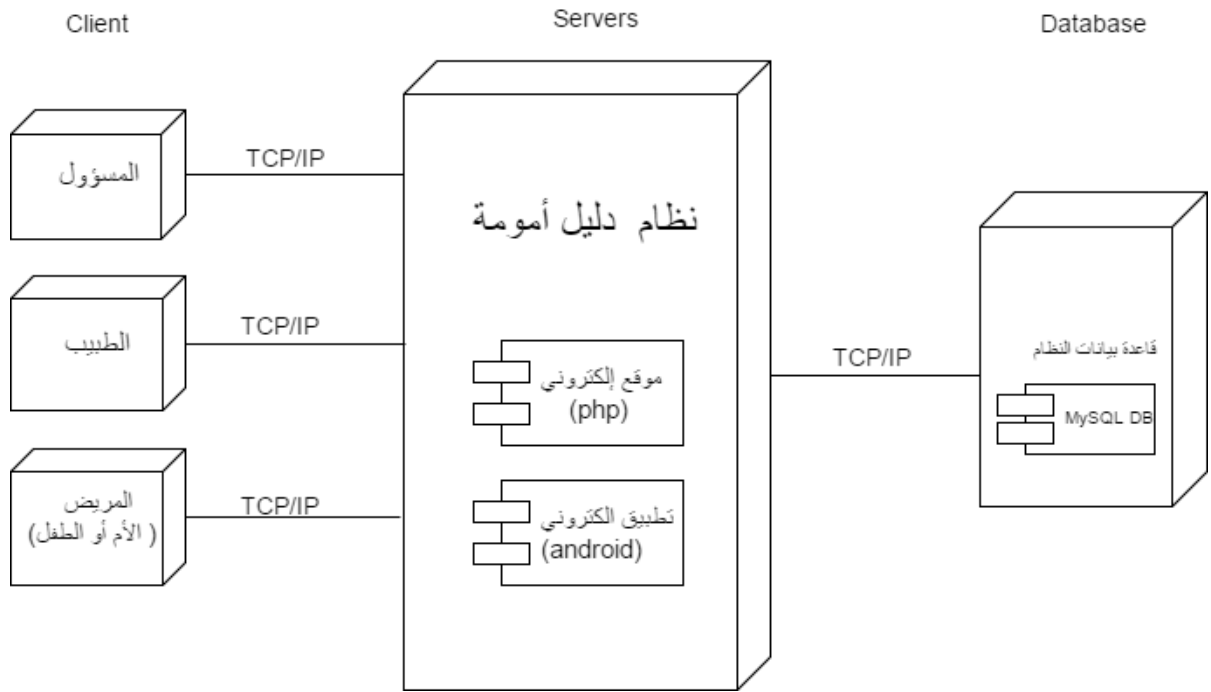 Client
Servers
Database
المسؤول
TCP/IP
الطبيب
TCP/IP
المريض
( الأم أو الطفل)
TCP/IP
نظام دليل أمومة
موقع إلكتروني
(php)
تطبيق الكتروني
(android)
TCP/IP
قاعدة بيانات النظام
MySQL DB